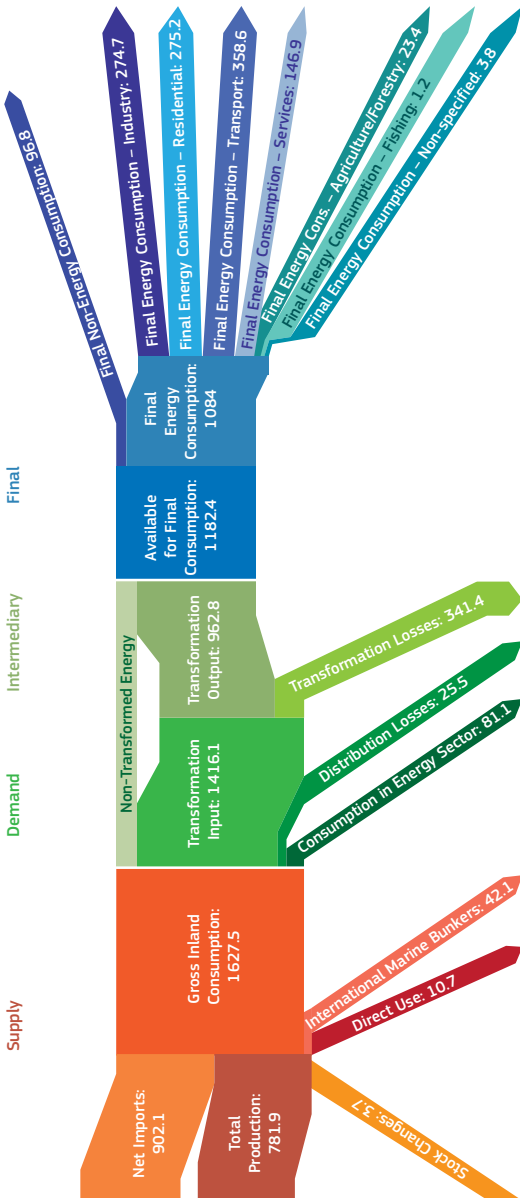 Supply
Demand
Intermediary
Final
Net Imports:
902.1
Total
Production:
781.9
Stock Changes: 3.7
Gross Inland
Consumption:
1627.5
International Marine Bunkers: 42.1
Direct Use: 10.7
Non-Transformed Energy
Transformation
Input: 1416.1
Consumption in Energy Sector: 81.1
Distribution Losses: 25.5
Transformation
Output: 962.8
Transformation Losses: 341.4
Available
for Final
Consumption:
1182.4
Final
Energy
Consumption:
1084
Final Non-Energy Consumption: 96.8
Final Energy Consumption – Industry: 274.7
Final Energy Consumption – Residential: 275.2
Final Energy Consumption – Transport: 358.6
Final Energy Consumption – Services: 146.9
Final Energy Cons. – Agriculture/Forestry: 23.4
Final Energy Consumption – Fishing: 1.2
Final Energy Consumption – Non-specified: 3.8